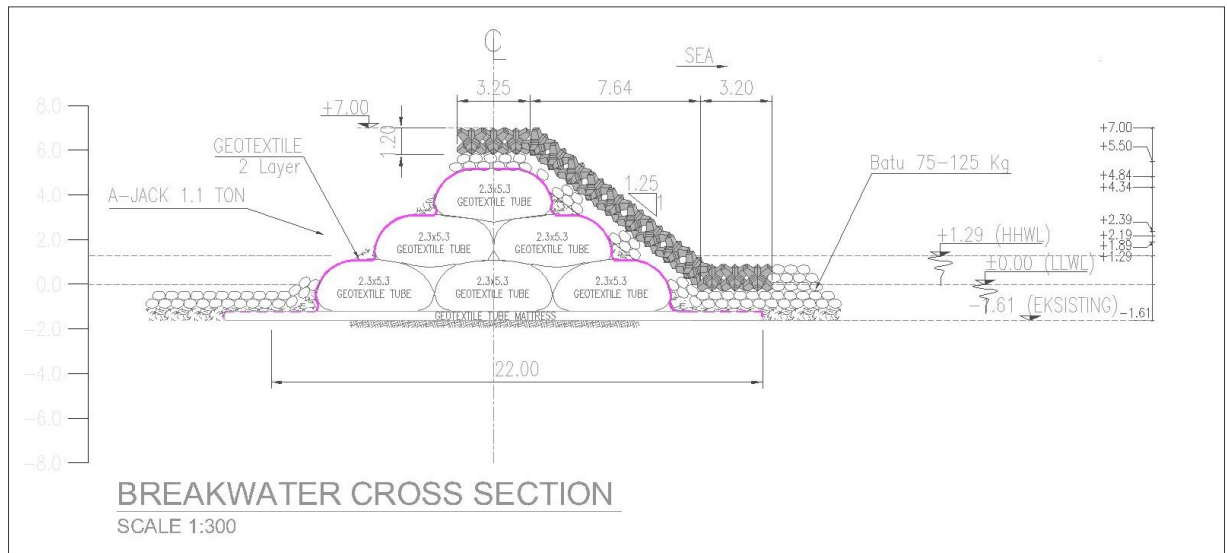 CL
SEA
3.25
7.64
3.20
8.0
6.0
4.0
2.0
0.0
-2.0
-4.0
-6.0
-8.0
+7.00
1.20
GEOTEXTILE
2 Layer
A-JACK 1.1 TON
2.3x5.3
GEOTEXTILE TUBE
2.3x5.3
GEOTEXTILE TUBE
2.3x5.3
GEOTEXTILE TUBE
2.3x5.3
GEOTEXTILE TUBE
2.3x5.3
GEOTEXTILE TUBE
2.3x5.3
GEOTEXTILE TUBE
GEOTEXTILE TUBE MATTRESS
1.25
1
Batu 75-125 Kg
+1.29 (HHWL)
±0.00 (LLWL)
-1.61 (EKSISTING)
+7.00
+5.50
+4.84
+4.34
+2.39
+2.19
+1.89
+1.29
-1.61
22.00
BREAKWATER CROSS SECTION
SCALE 1:300